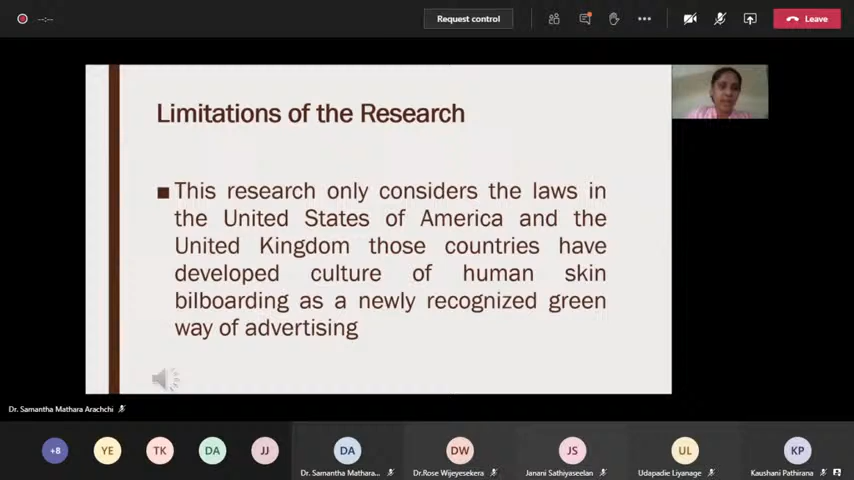 --:--
Request control
Leave
Limitations of the Research
This research only considers the laws in
the United States of America and the
United Kingdom those countries have
developed culture of human skin
bilboarding as a newly recognized green
way of advertising
Dr. Samantha Mathara Arachchi
+8
YE
TK
DA
JJ
DA
DW
JS
UL
KP
Dr. Samantha Mathara...
Dr.Rose Wijeyesekera
Janani Sathiyaseelan
Udapadie Liyanage
Kaushani Pathirana